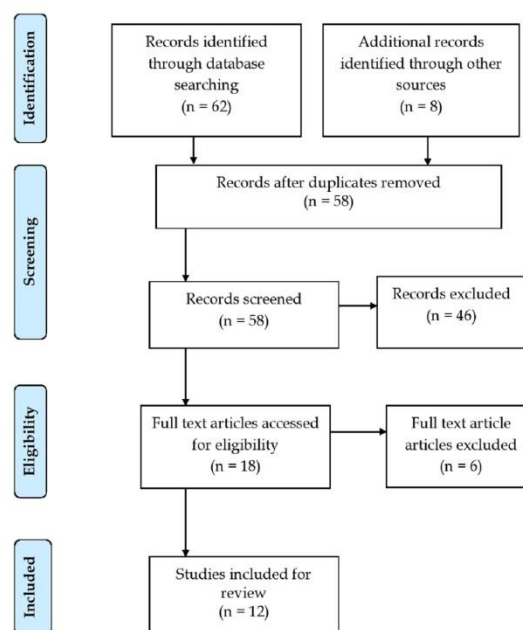 Identification
Records identified
through database
searching
(n = 62)
Additional records
identified through other
sources
(n = 8)
Screening
Records after duplicates removed
(n = 58)
Records screened
(n = 58)
Records excluded
(n = 46)
Eligibility
Full text articles accessed
for eligibility
(n = 18)
Full text article
articles excluded
(n = 6)
Included
Studies included for
review
(n = 12)